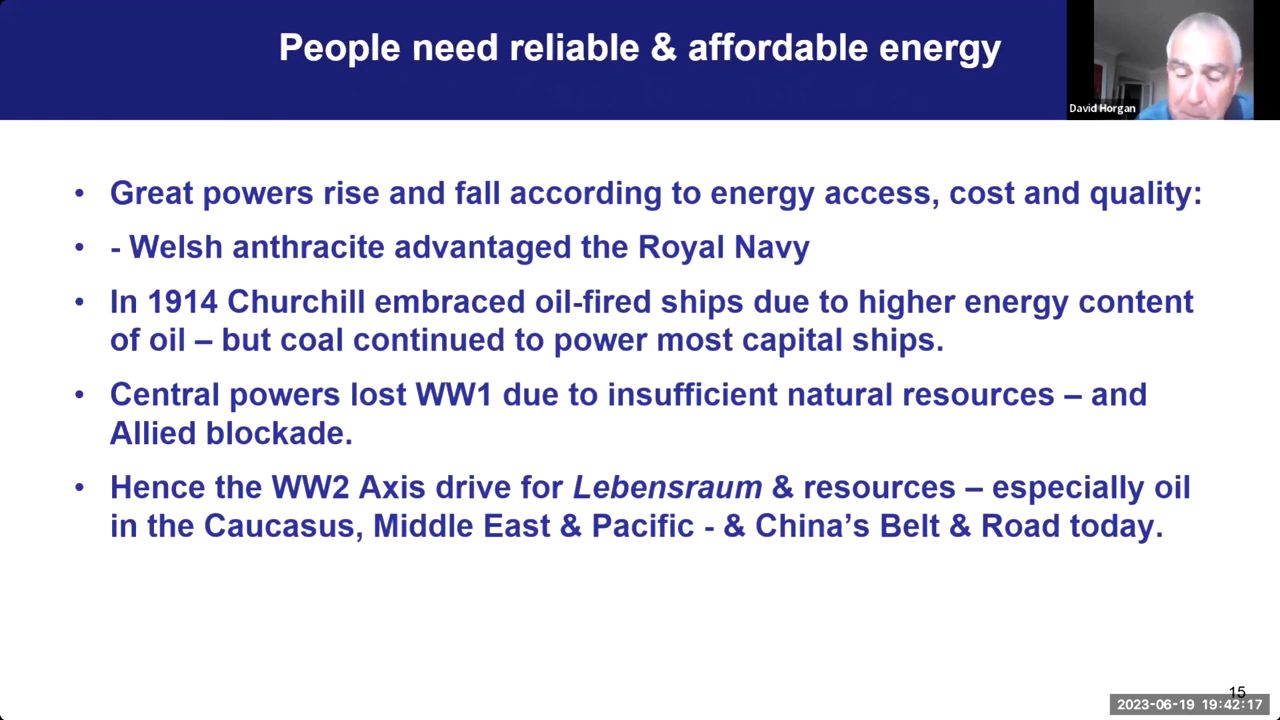 People need reliable & affordable energy
David Horgan
• Great powers rise and fall according to energy access, cost and quality:
• - Welsh anthracite advantaged the Royal Navy
• In 1914 Churchill embraced oil-fired ships due to higher energy content
of oil – but coal continued to power most capital ships.
• Central powers lost WW1 due to insufficient natural resources – and
Allied blockade.
• Hence the WW2 Axis drive for Lebensraum & resources – especially oil
in the Caucasus, Middle East & Pacific - & China’s Belt & Road today.
15
2023-06-19 19:42:17